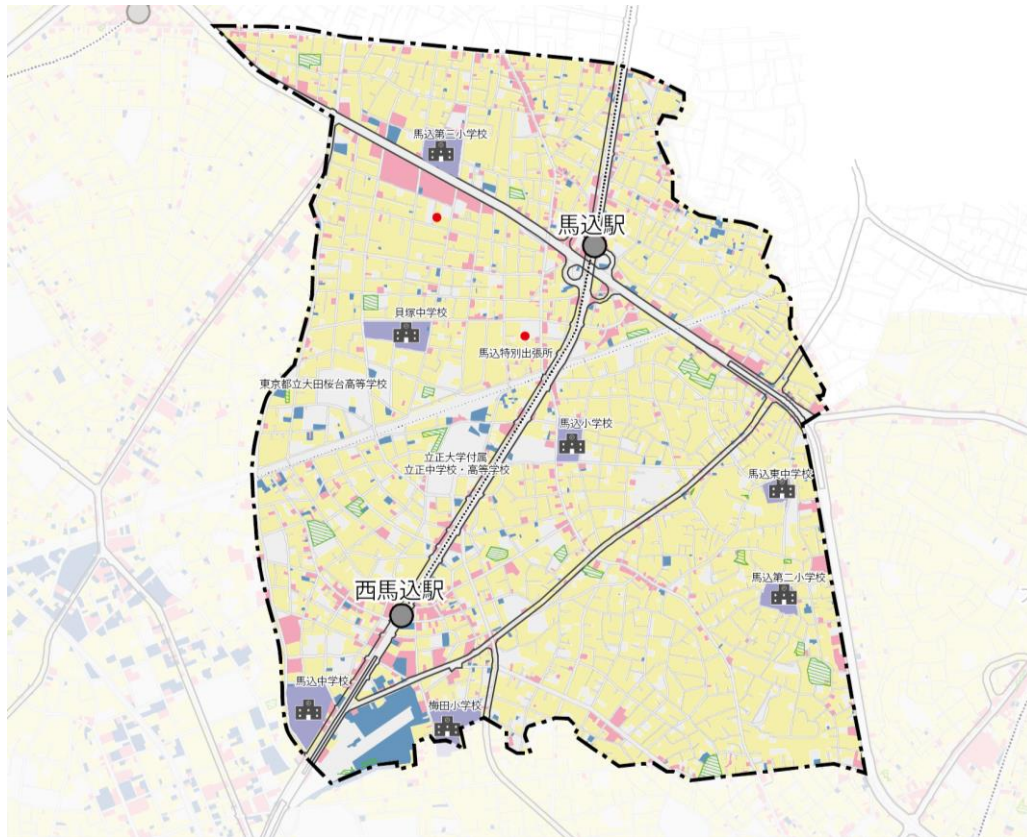 馬込第三小学校
馬込駅
貝塚中学校
馬込特別出張所
東京都立大田桜台高等学校
馬込小学校
立正大学付属
立正中学校・高等学校
馬込東中学校
馬込第二小学校
西馬込駅
馬込中学校
梅田小学校